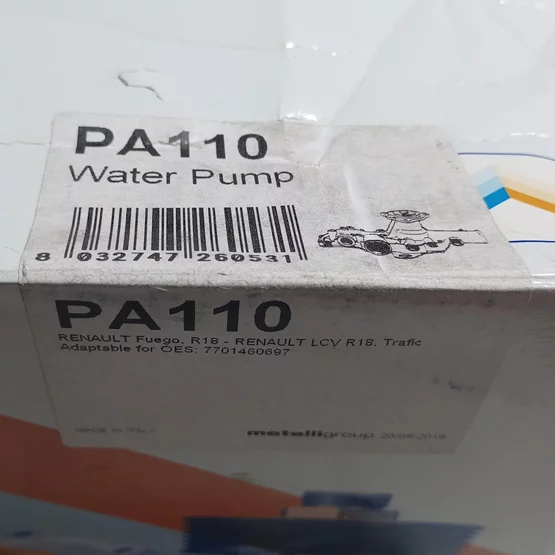 PA110
Water Pump
8 032747 260531
PA110
RENAULT Fuego, R18 - RENAULT LCV R18, Trafic
Adaptable for OES: 7701460697
MADE IN ITALY
metelligroup